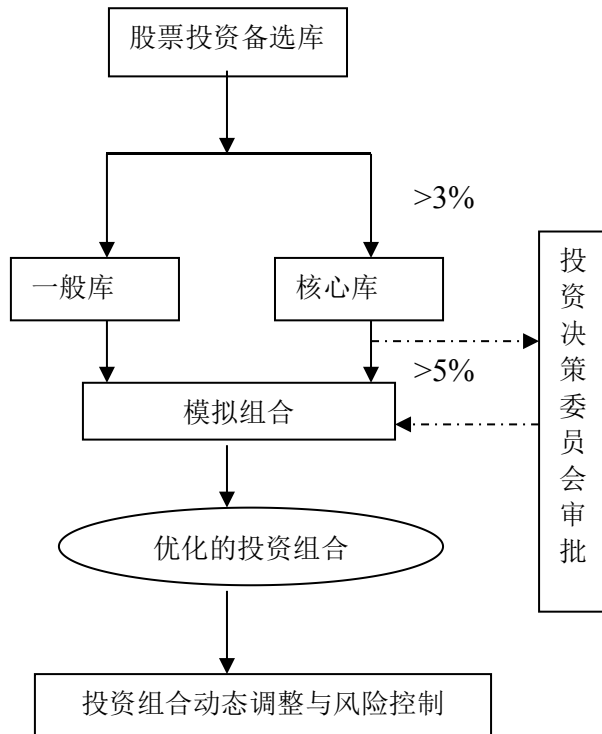 股票投资备选库
>3%
一般库
核心库
投资决策委员会审批
>5%
模拟组合
优化的投资组合
投资组合动态调整与风险控制